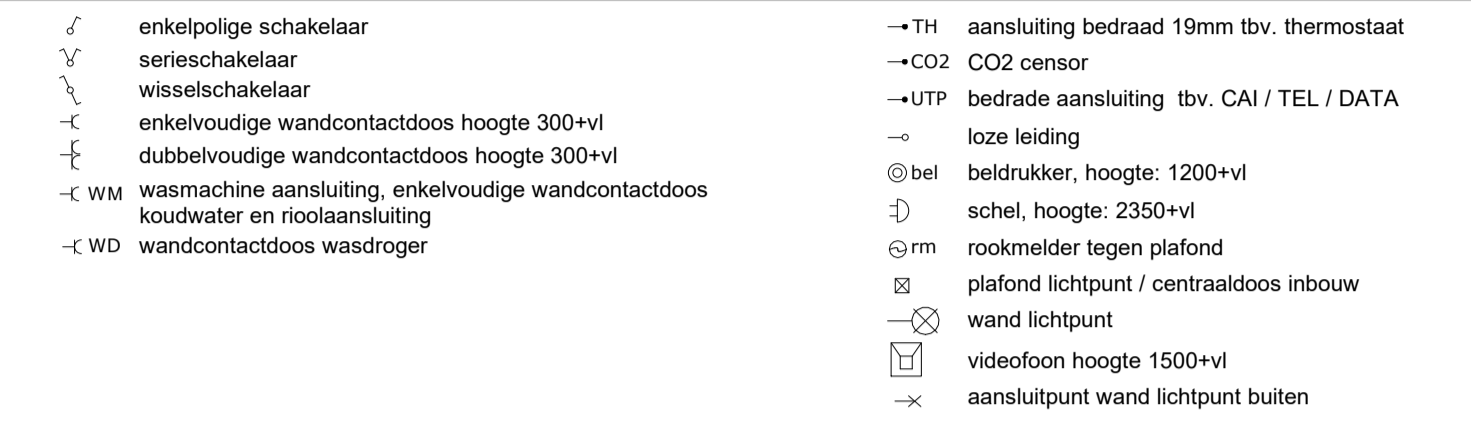 enkelpolige schakelaar
serieschakelaar
wisselschakelaar
enkelvoudige wandcontactdoos hoogte 300+vl
dubbelvoudige wandcontactdoos hoogte 300+vl
WM wasmachine aansluiting, enkelvoudige wandcontactdoos
koudwater en rioolaansluiting
WD wandcontactdoos wasdroger
TH aansluiting bedraad 19mm tbv. thermostaat
CO2 CO2 censor
UTP bedrade aansluiting tbv. CAI / TEL / DATA
loze leiding
bel beldrukker, hoogte: 1200+vl
schel, hoogte: 2350+vl
rm rookmelder tegen plafond
plafond lichtpunt / centraaldoos inbouw
wand lichtpunt
videofoon hoogte 1500+vl
aansluitpunt wand lichtpunt buiten